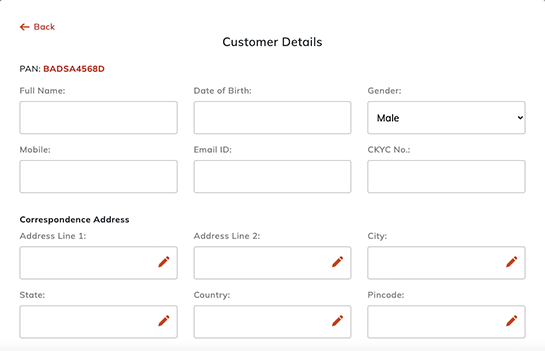 Back
Customer Details
PAN: BADSA4568D
Full Name: Date of Birth: Gender:
Male
Mobile: Email ID: CKYC No.:
Correspondence Address
Address Line 1: Address Line 2: City:
State: Country: Pincode: